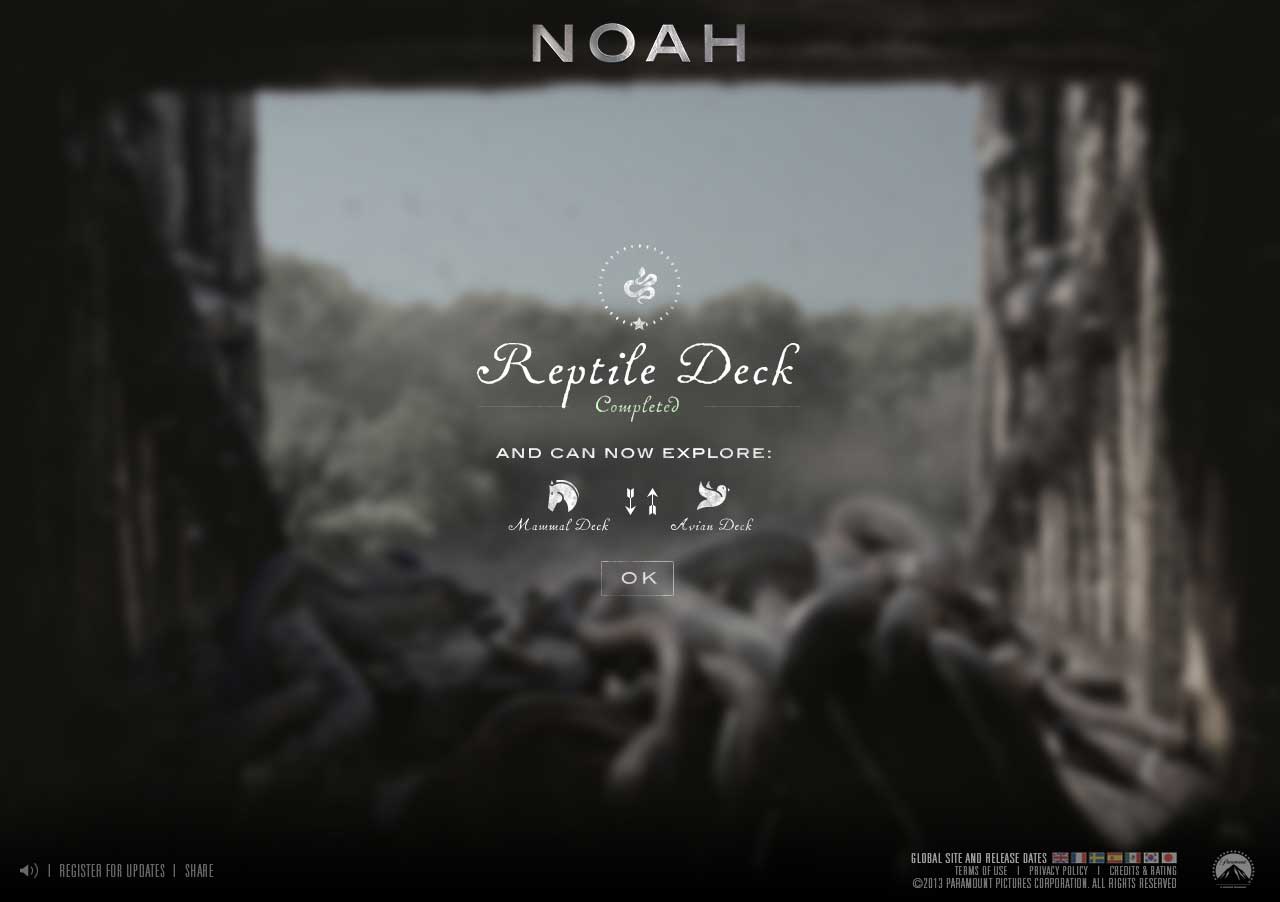 NOAH
Reptile Deck
Completed
AND CAN NOW EXPLORE:
Mammal Deck
Avian Deck
OK
REGISTER FOR UPDATES | SHARE
GLOBAL SITE AND RELEASE DATES
TERMS OF USE | PRIVACY POLICY | CREDITS & RATING
©2013 PARAMOUNT PICTURES CORPORATION. ALL RIGHTS RESERVED
Paramount